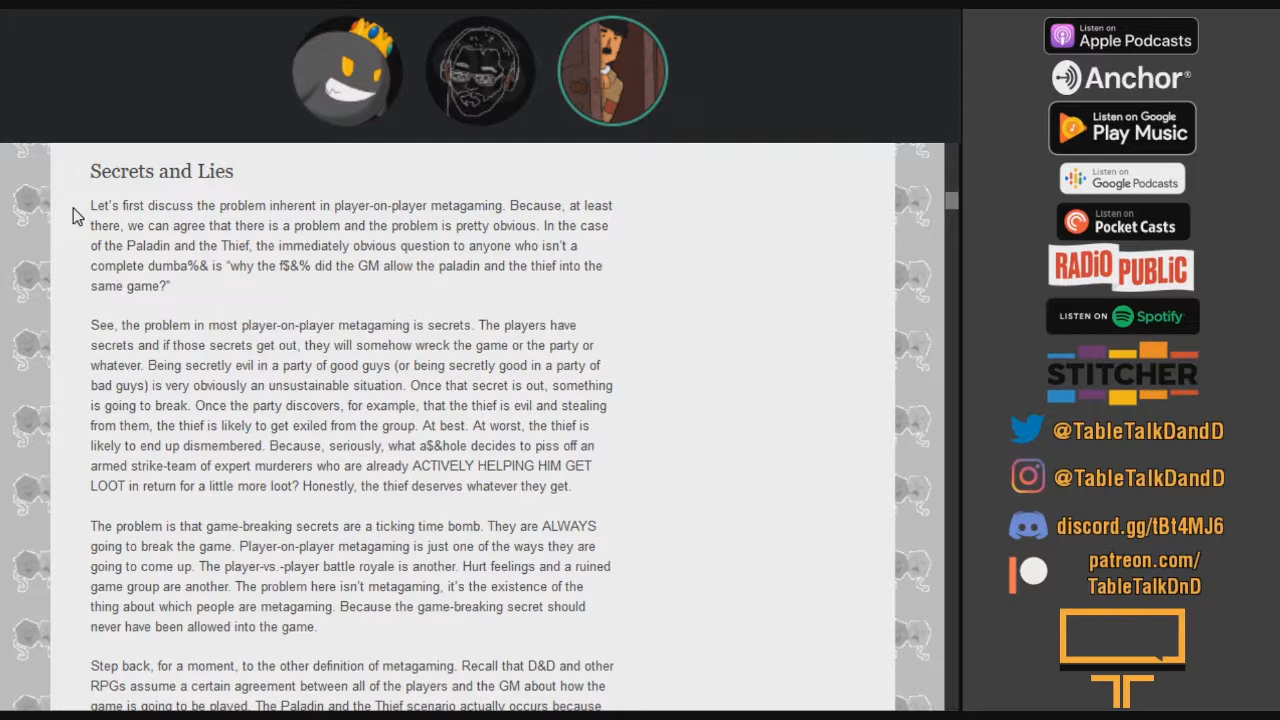 Secrets and Lies
Let's first discuss the problem inherent in player-on-player metagaming. Because, at least
there, we can agree that there is a problem and the problem is pretty obvious. In the case
of the Paladin and the Thief, the immediately obvious question to anyone who isn't a
complete dumba%& is “why the f$&% did the GM allow the paladin and the thief into the
same game?”
See, the problem in most player-on-player metagaming is secrets. The players have
secrets and if those secrets get out, they will somehow wreck the game or the party or
whatever. Being secretly evil in a party of good guys (or being secretly good in a party of
bad guys) is very obviously an unsustainable situation. Once that secret is out, something
is going to break. Once the party discovers, for example, that the thief is evil and stealing
from them, the thief is likely to get exiled from the group. At best. At worst, the thief is
likely to end up dismembered. Because, seriously, what a$&hole decides to piss off an
armed strike-team of expert murderers who are already ACTIVELY HELPING HIM GET
LOOT in return for a little more loot? Honestly, the thief deserves whatever they get.
The problem is that game-breaking secrets are a ticking time bomb. They are ALWAYS
going to break the game. Player-on-player metagaming is just one of the ways they are
going to come up. The player-vs.-player battle royale is another. Hurt feelings and a ruined
game group are another. The problem here isn't metagaming, it's the existence of the
thing about which people are metagaming. Because the game-breaking secret should
never have been allowed into the game.
Step back, for a moment, to the other definition of metagaming. Recall that D&D and other
RPGs assume a certain agreement between all of the players and the GM about how the
game is going to be played. The Paladin and the Thief scenario actually occurs because
Listen on
Apple Podcasts
Anchor®
Listen on Google
Play Music
Listen on
Google Podcasts
Listen on
Pocket Casts
RADiO PUBLiC
LISTEN ON Spotify
STITCHER
@TableTalkDandD
@TableTalkDandD
discord.gg/tBt4MJ6
patreon.com/
TableTalkDnD